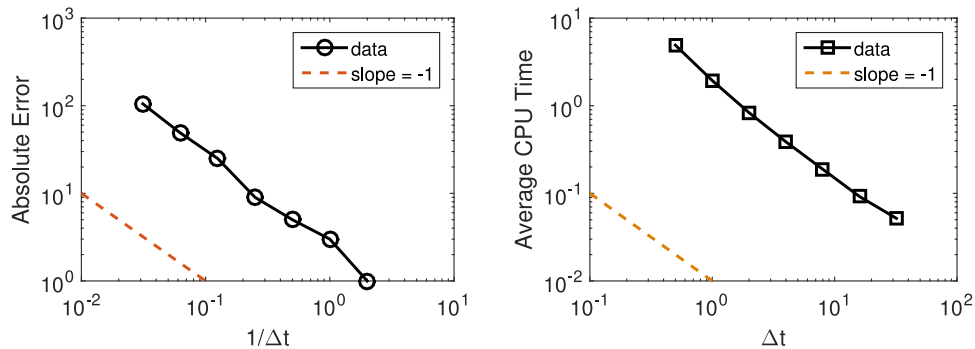 Absolute Error
10^3
10^2
10^1
10^0
10^-2
10^-1
10^0
10^1
1/Δt
data
slope = -1
Average CPU Time
10^1
10^0
10^-1
10^-2
10^-1
10^0
10^1
10^2
Δt
data
slope = -1